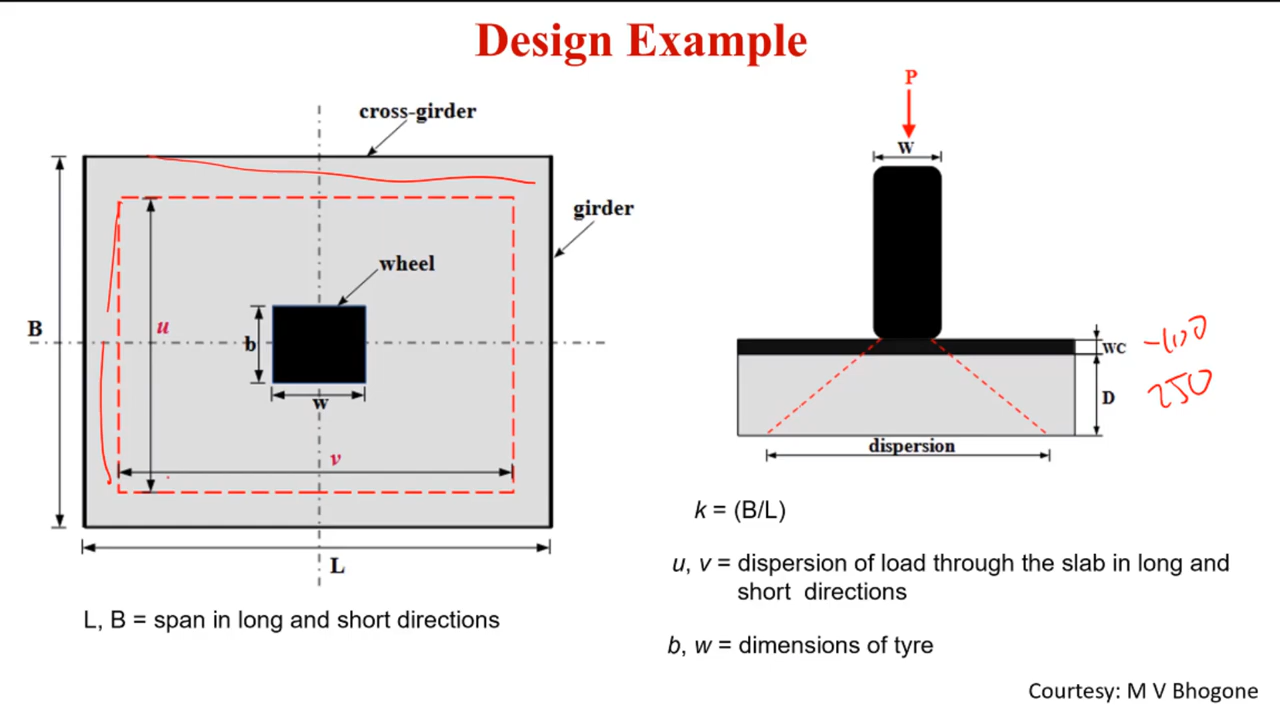 Design Example
cross-girder
girder
wheel
B
u
b
w
v
L
L, B = span in long and short directions
P
w
WC
-100
D
250
dispersion
k = (B/L)
u, v = dispersion of load through the slab in long and
short directions
b, w = dimensions of tyre
Courtesy: M V Bhogone